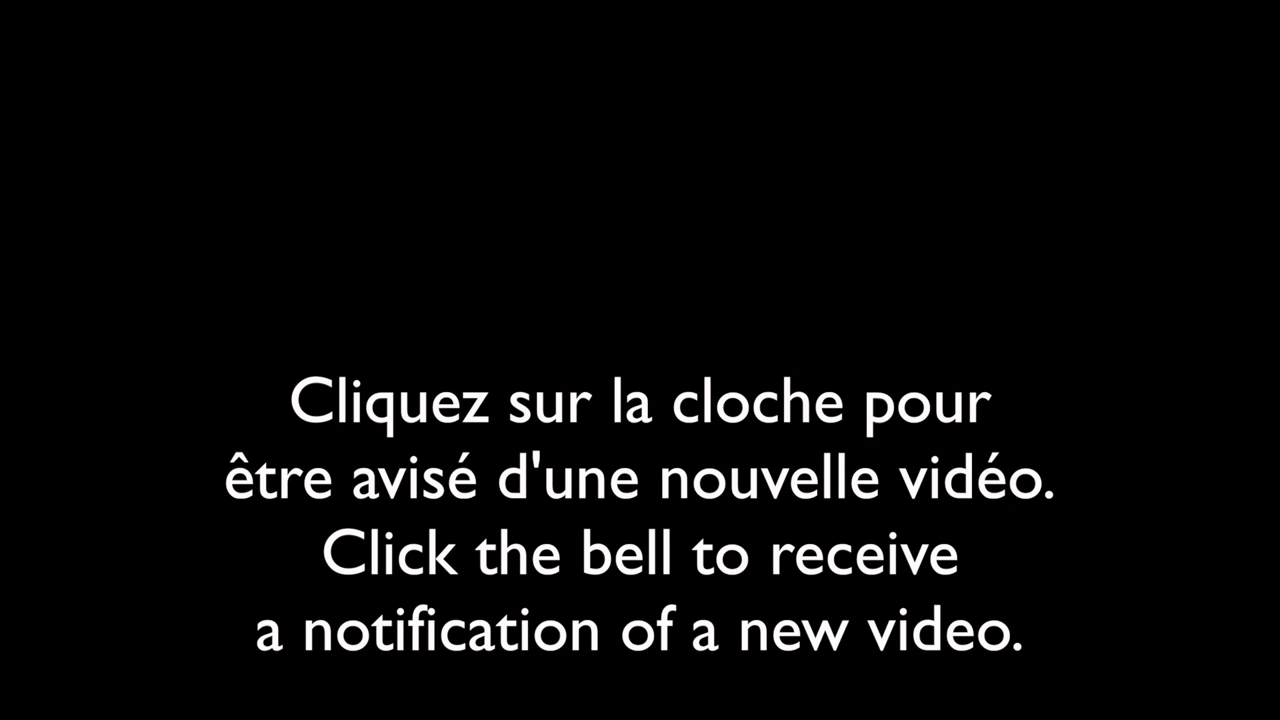 Cliquez sur la cloche pour
être avisé d'une nouvelle vidéo.
Click the bell to receive
a notification of a new video.